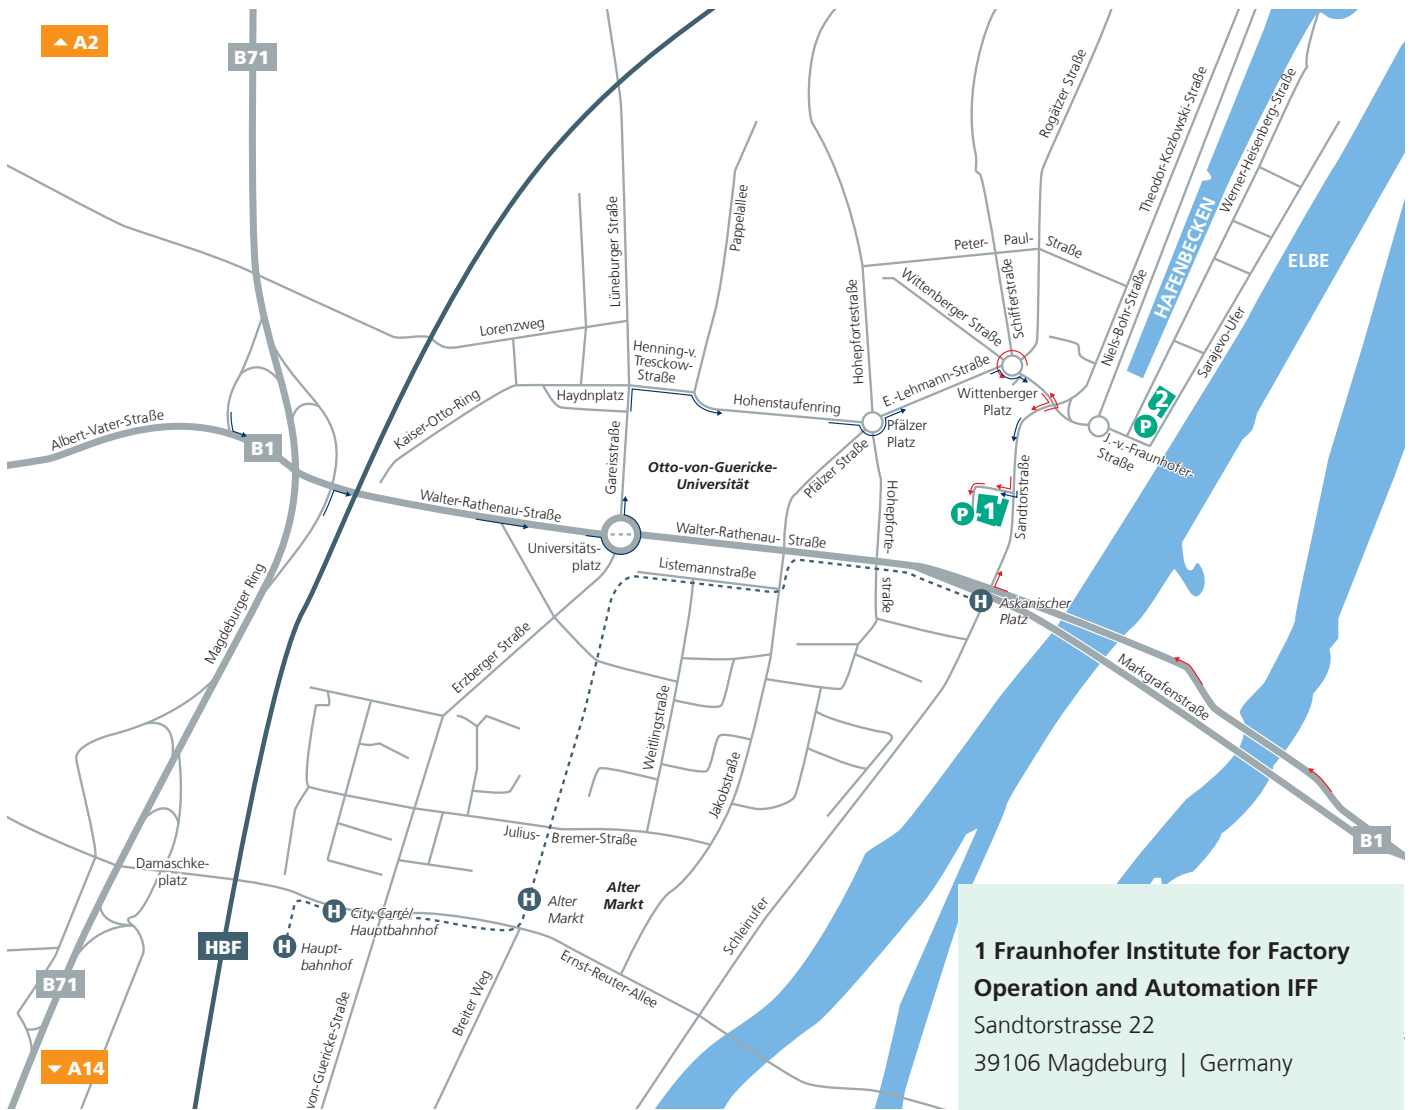 A2
B71
Rogätzer Straße
Theodor-Kozlowski-Straße
Werner-Heisenberg-Straße
HAFENBECKEN
ELBE
Lüneburger Straße
Pappelallee
Peter-
Paul-
Straße
Wittenberger Straße
Schifferstraße
Hohepfortestraße
Niels-Bohr-Straße
Sarajevo-Ufer
Lorenzweg
Henning-v.
Tresckow-
Straße
Haydnplatz
Hohenstaufenring
E.-Lehmann-Straße
Wittenberger
Platz
2
P
Kaiser-Otto-Ring
Albert-Vater-Straße
B1
Gareisstraße
Pfälzer
Platz
J.-v.-Fraunhofer-
Straße
Otto-von-Guericke-
Universität
Pfälzer Straße
Hohepforte-
straße
Sandtorstraße
P
1
Walter-Rathenau-Straße
Walter-Rathenau-
Straße
Universitäts-
platz
Listemannstraße
H
Askanischer
Platz
Magdeburger Ring
Erzberger Straße
Markgrafenstraße
Weitlingstraße
Jakobstraße
Julius-
Bremer-Straße
B1
Damaschke-
platz
H
Alter
Markt
Alter
Markt
H
City Carré/
Hauptbahnhof
H
Haupt-
bahnhof
HBF
Schleinufer
Ernst-Reuter-Allee
Breiter Weg
von-Guericke-Straße
B71
A14
1 Fraunhofer Institute for Factory
Operation and Automation IFF
Sandtorstrasse 22
39106 Magdeburg | Germany